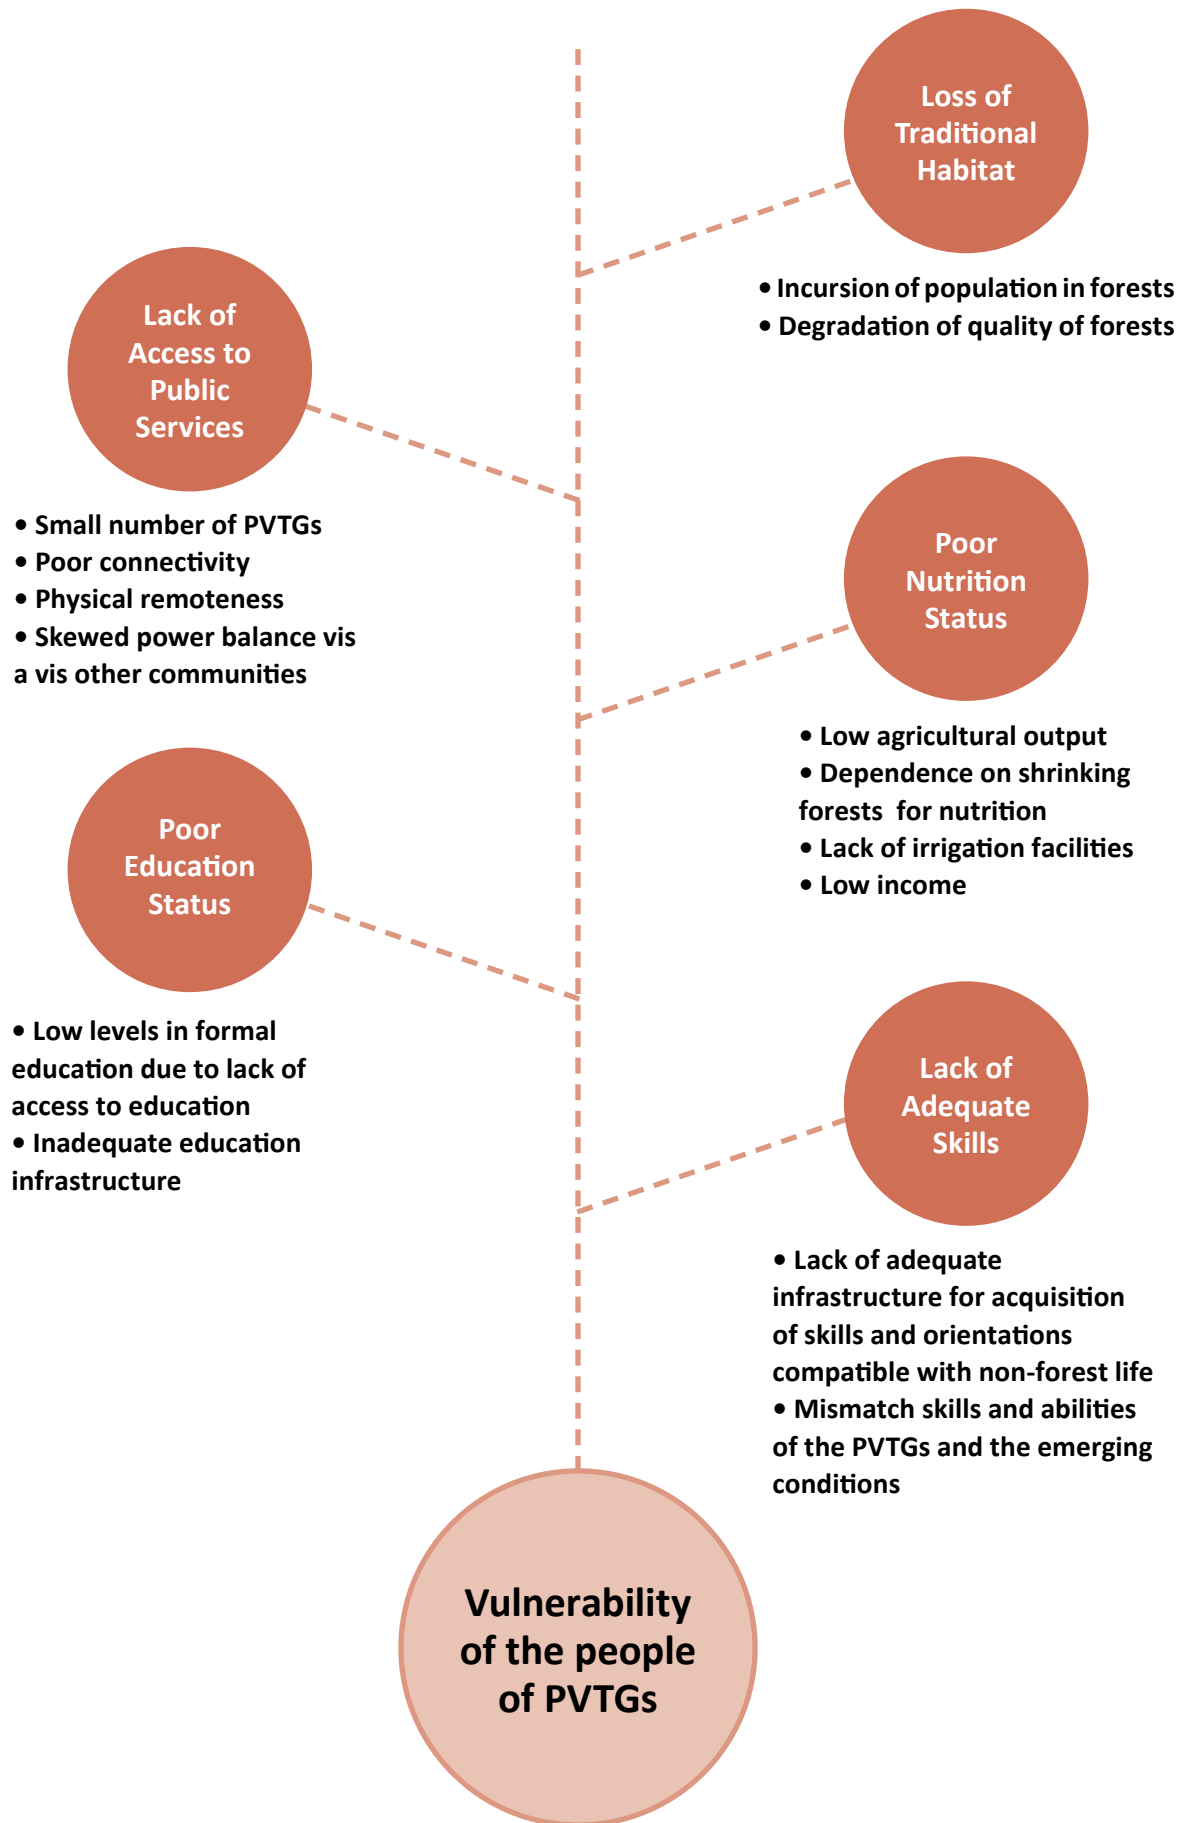 Loss of
Traditional
Habitat
• Incursion of population in forests
• Degradation of quality of forests
Lack of
Access to
Public
Services
• Small number of PVTGs
• Poor connectivity
• Physical remoteness
• Skewed power balance vis
a vis other communities
Poor
Nutrition
Status
• Low agricultural output
• Dependence on shrinking
forests for nutrition
• Lack of irrigation facilities
• Low income
Poor
Education
Status
• Low levels in formal
education due to lack of
access to education
• Inadequate education
infrastructure
Lack of
Adequate
Skills
• Lack of adequate
infrastructure for acquisition
of skills and orientations
compatible with non-forest life
• Mismatch skills and abilities
of the PVTGs and the emerging
conditions
Vulnerability
of the people
of PVTGs